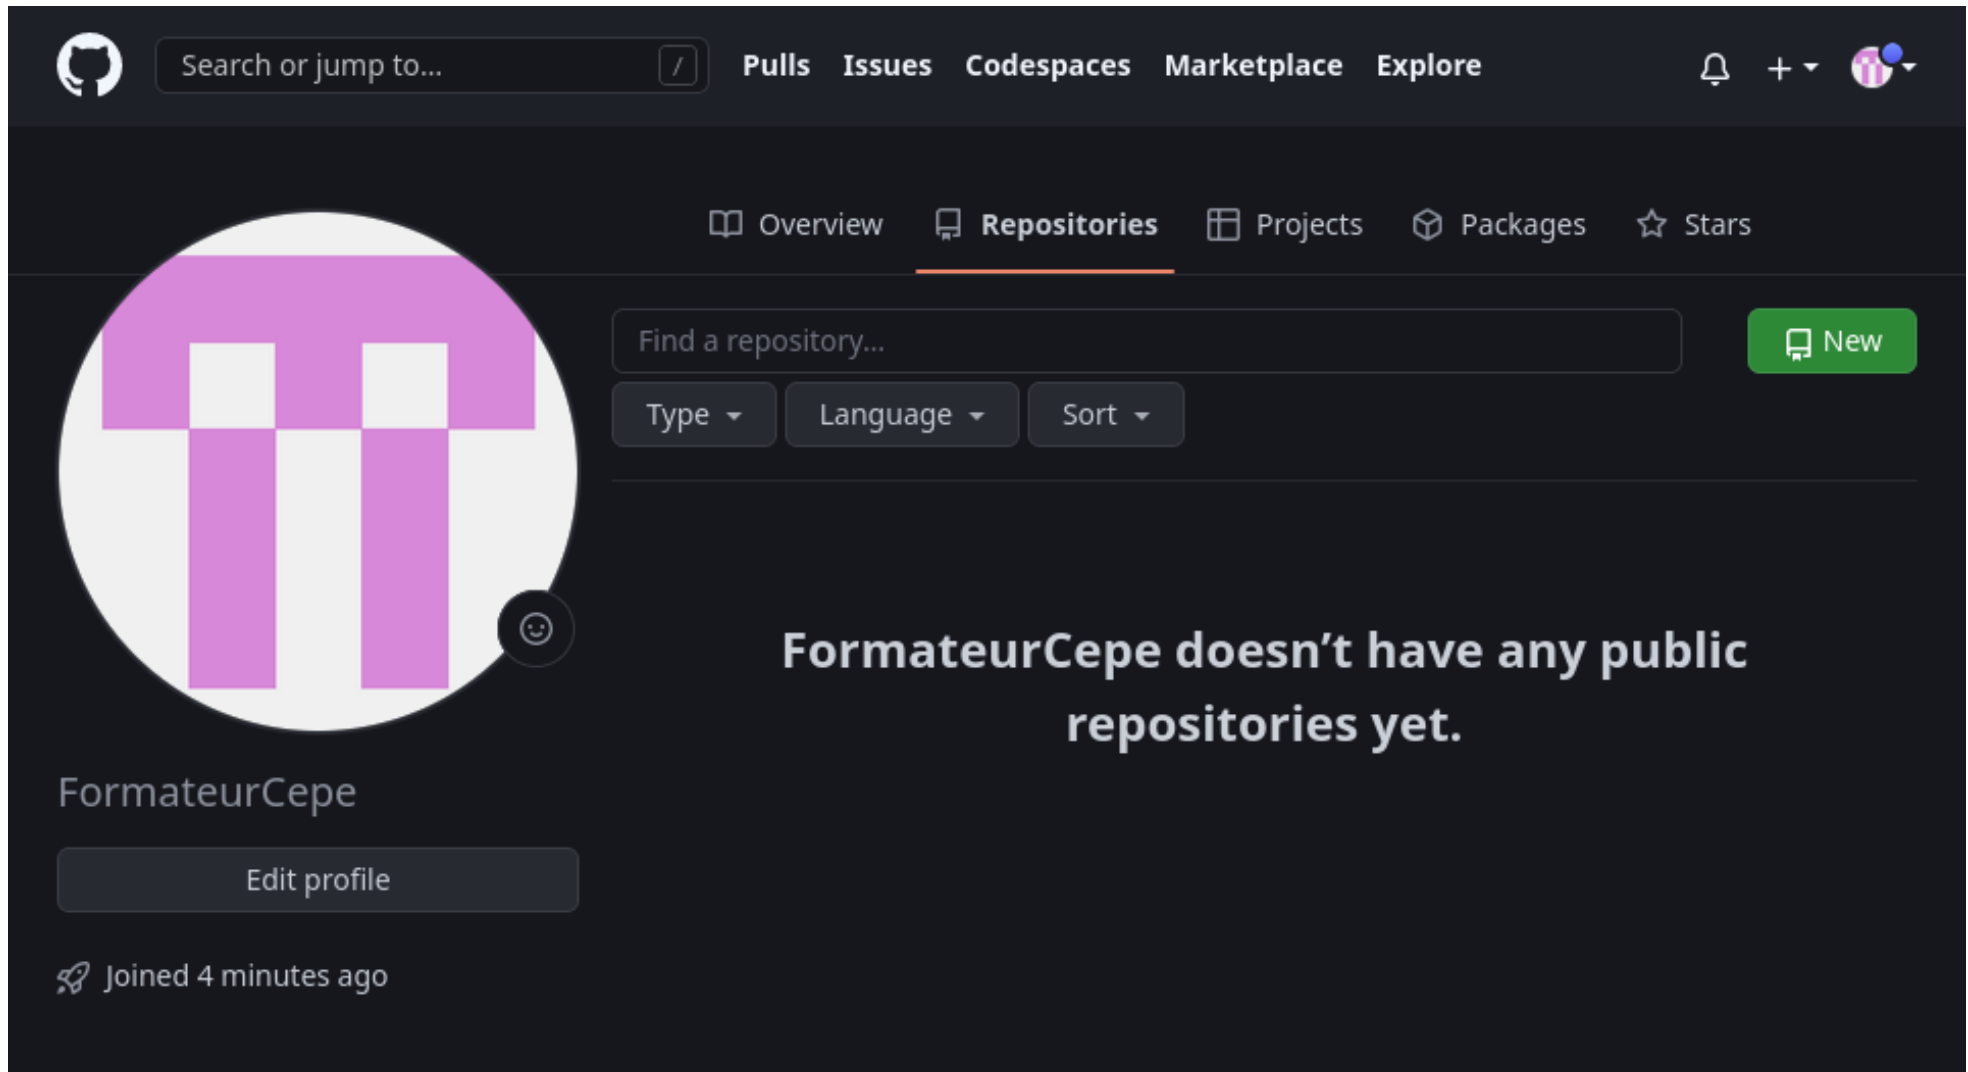 Search or jump to... / Pulls Issues Codespaces Marketplace Explore
Overview Repositories Projects Packages Stars
Find a repository... New
Type Language Sort
FormateurCepe doesn’t have any public
repositories yet.
FormateurCepe
Edit profile
Joined 4 minutes ago